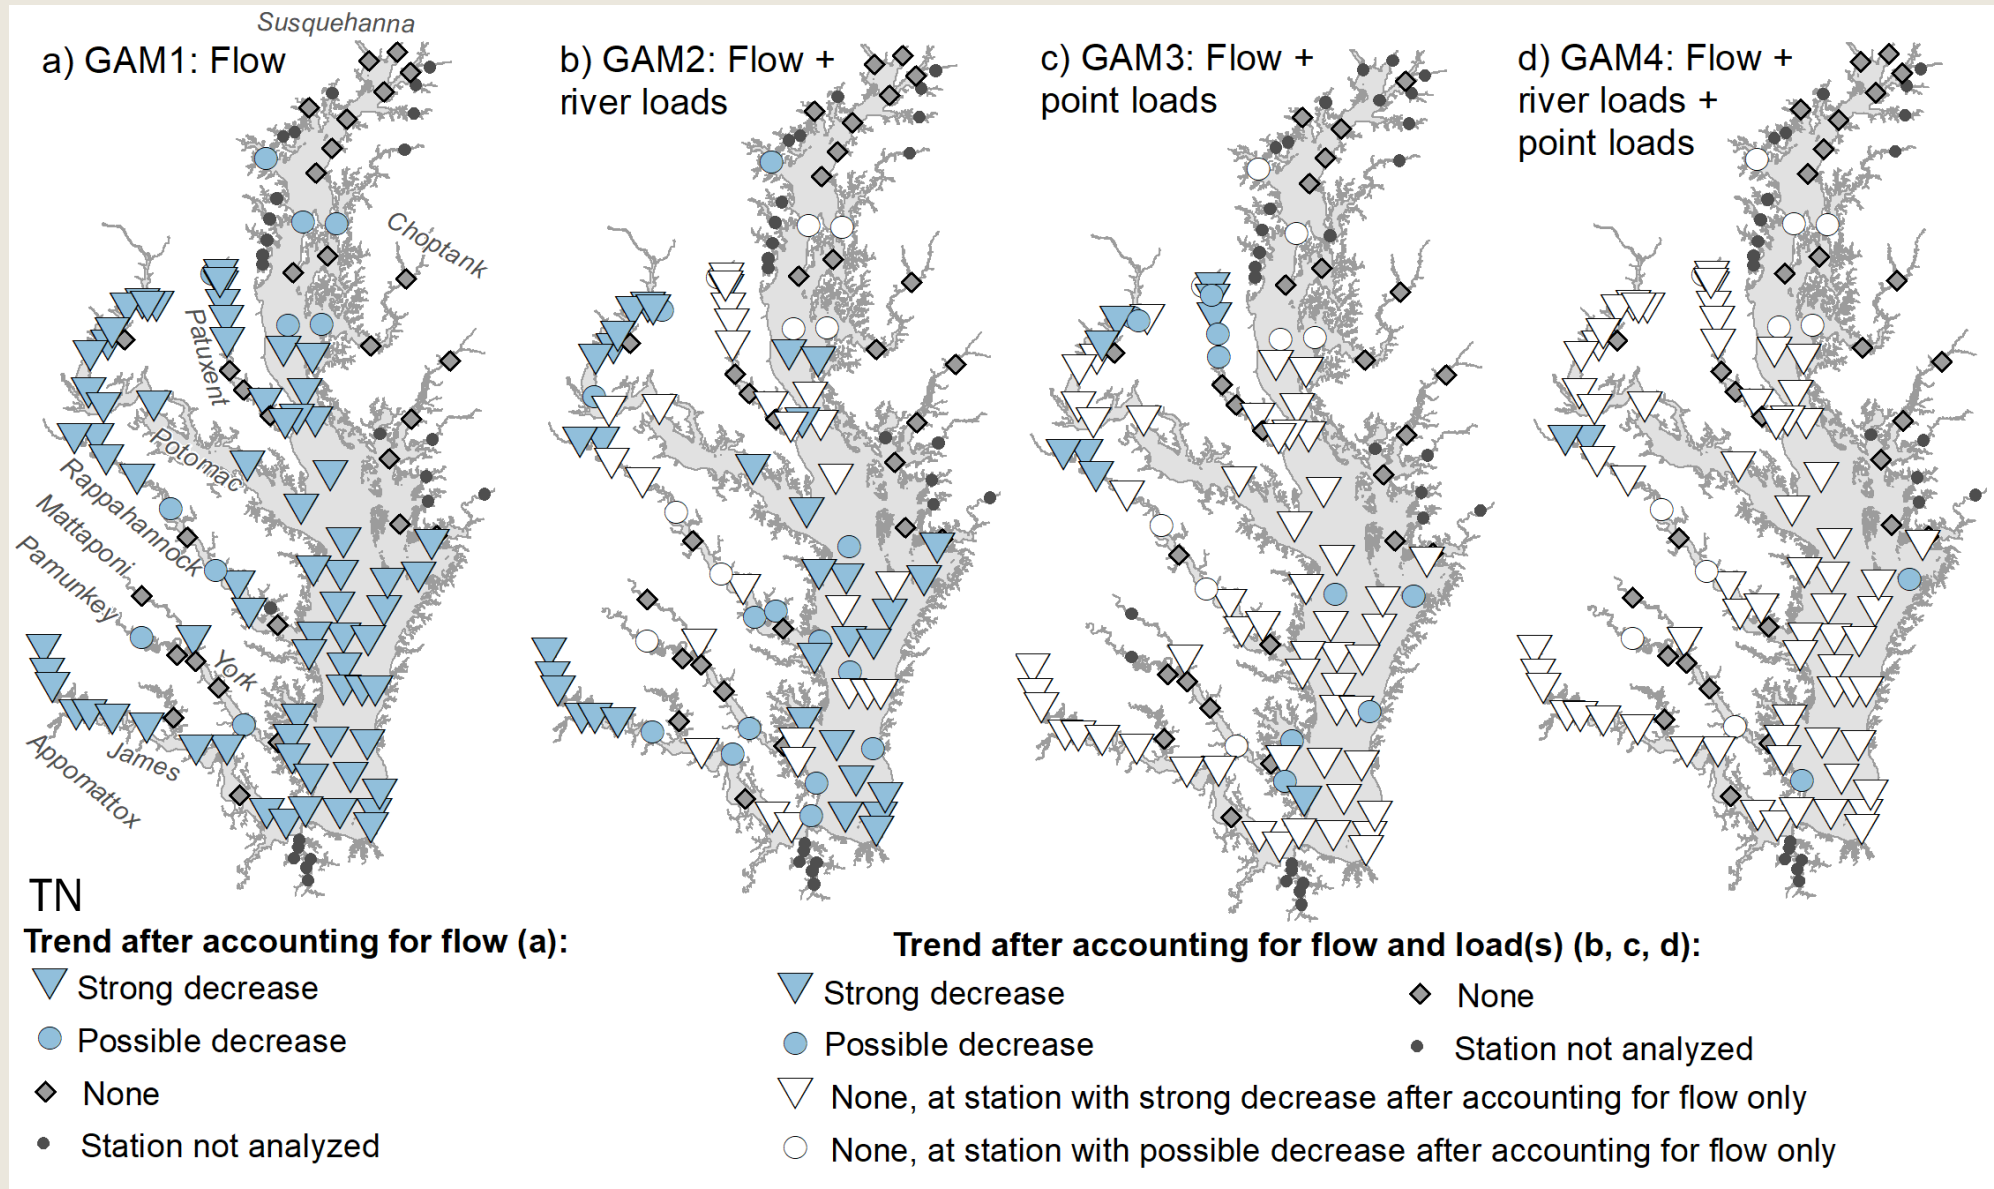 Susquehanna
a) GAM1: Flow
b) GAM2: Flow +
river loads
c) GAM3: Flow +
point loads
d) GAM4: Flow +
river loads +
point loads
Choptank
Patuxent
Potomac
Rappahannock
Mattaponi
Pamunkey
York
James
Appomattox
TN
Trend after accounting for flow (a):
Strong decrease
Possible decrease
None
Station not analyzed
Trend after accounting for flow and load(s) (b, c, d):
Strong decrease
None
Possible decrease
Station not analyzed
None, at station with strong decrease after accounting for flow only
None, at station with possible decrease after accounting for flow only